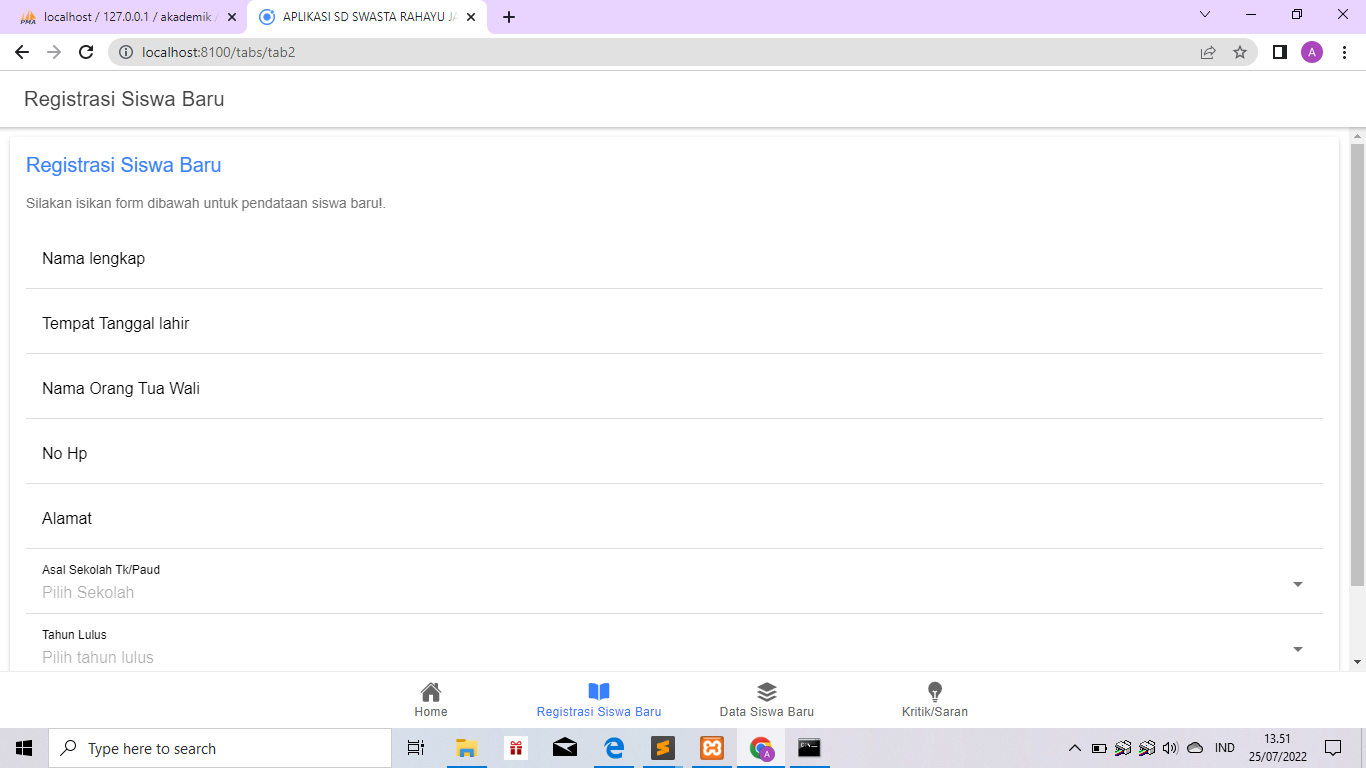 localhost / 127.0.0.1 / akademik /
APLIKASI SD SWASTA RAHAYU JA
localhost:8100/tabs/tab2
A
Registrasi Siswa Baru
Registrasi Siswa Baru
Silakan isikan form dibawah untuk pendataan siswa baru!.
Nama lengkap
Tempat Tanggal lahir
Nama Orang Tua Wali
No Hp
Alamat
Asal Sekolah Tk/Paud
Pilih Sekolah
Tahun Lulus
Pilih tahun lulus
Home
Registrasi Siswa Baru
Data Siswa Baru
Kritik/Saran
Type here to search
A
IND
13.51
25/07/2022